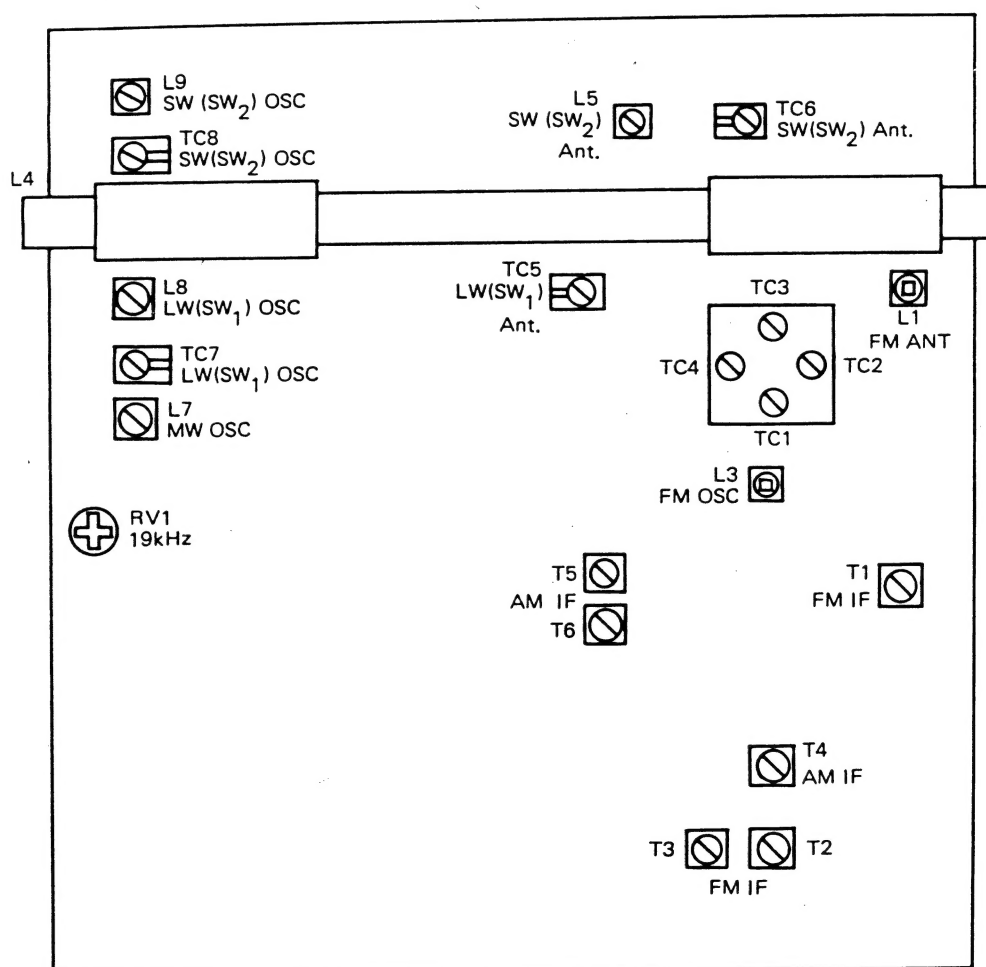 L9
SW (SW2) OSC
TC8
SW(SW2) OSC
L4
L5
SW (SW2)
Ant.
TC6
SW(SW2) Ant.
L8
LW(SW1) OSC
TC7
LW(SW1) OSC
L7
MW OSC
TC5
LW(SW1)
Ant.
TC3
TC4
TC2
TC1
L1
FM ANT
L3
FM OSC
RV1
19kHz
T5
AM IF
T6
T1
FM IF
T4
AM IF
T3
T2
FM IF